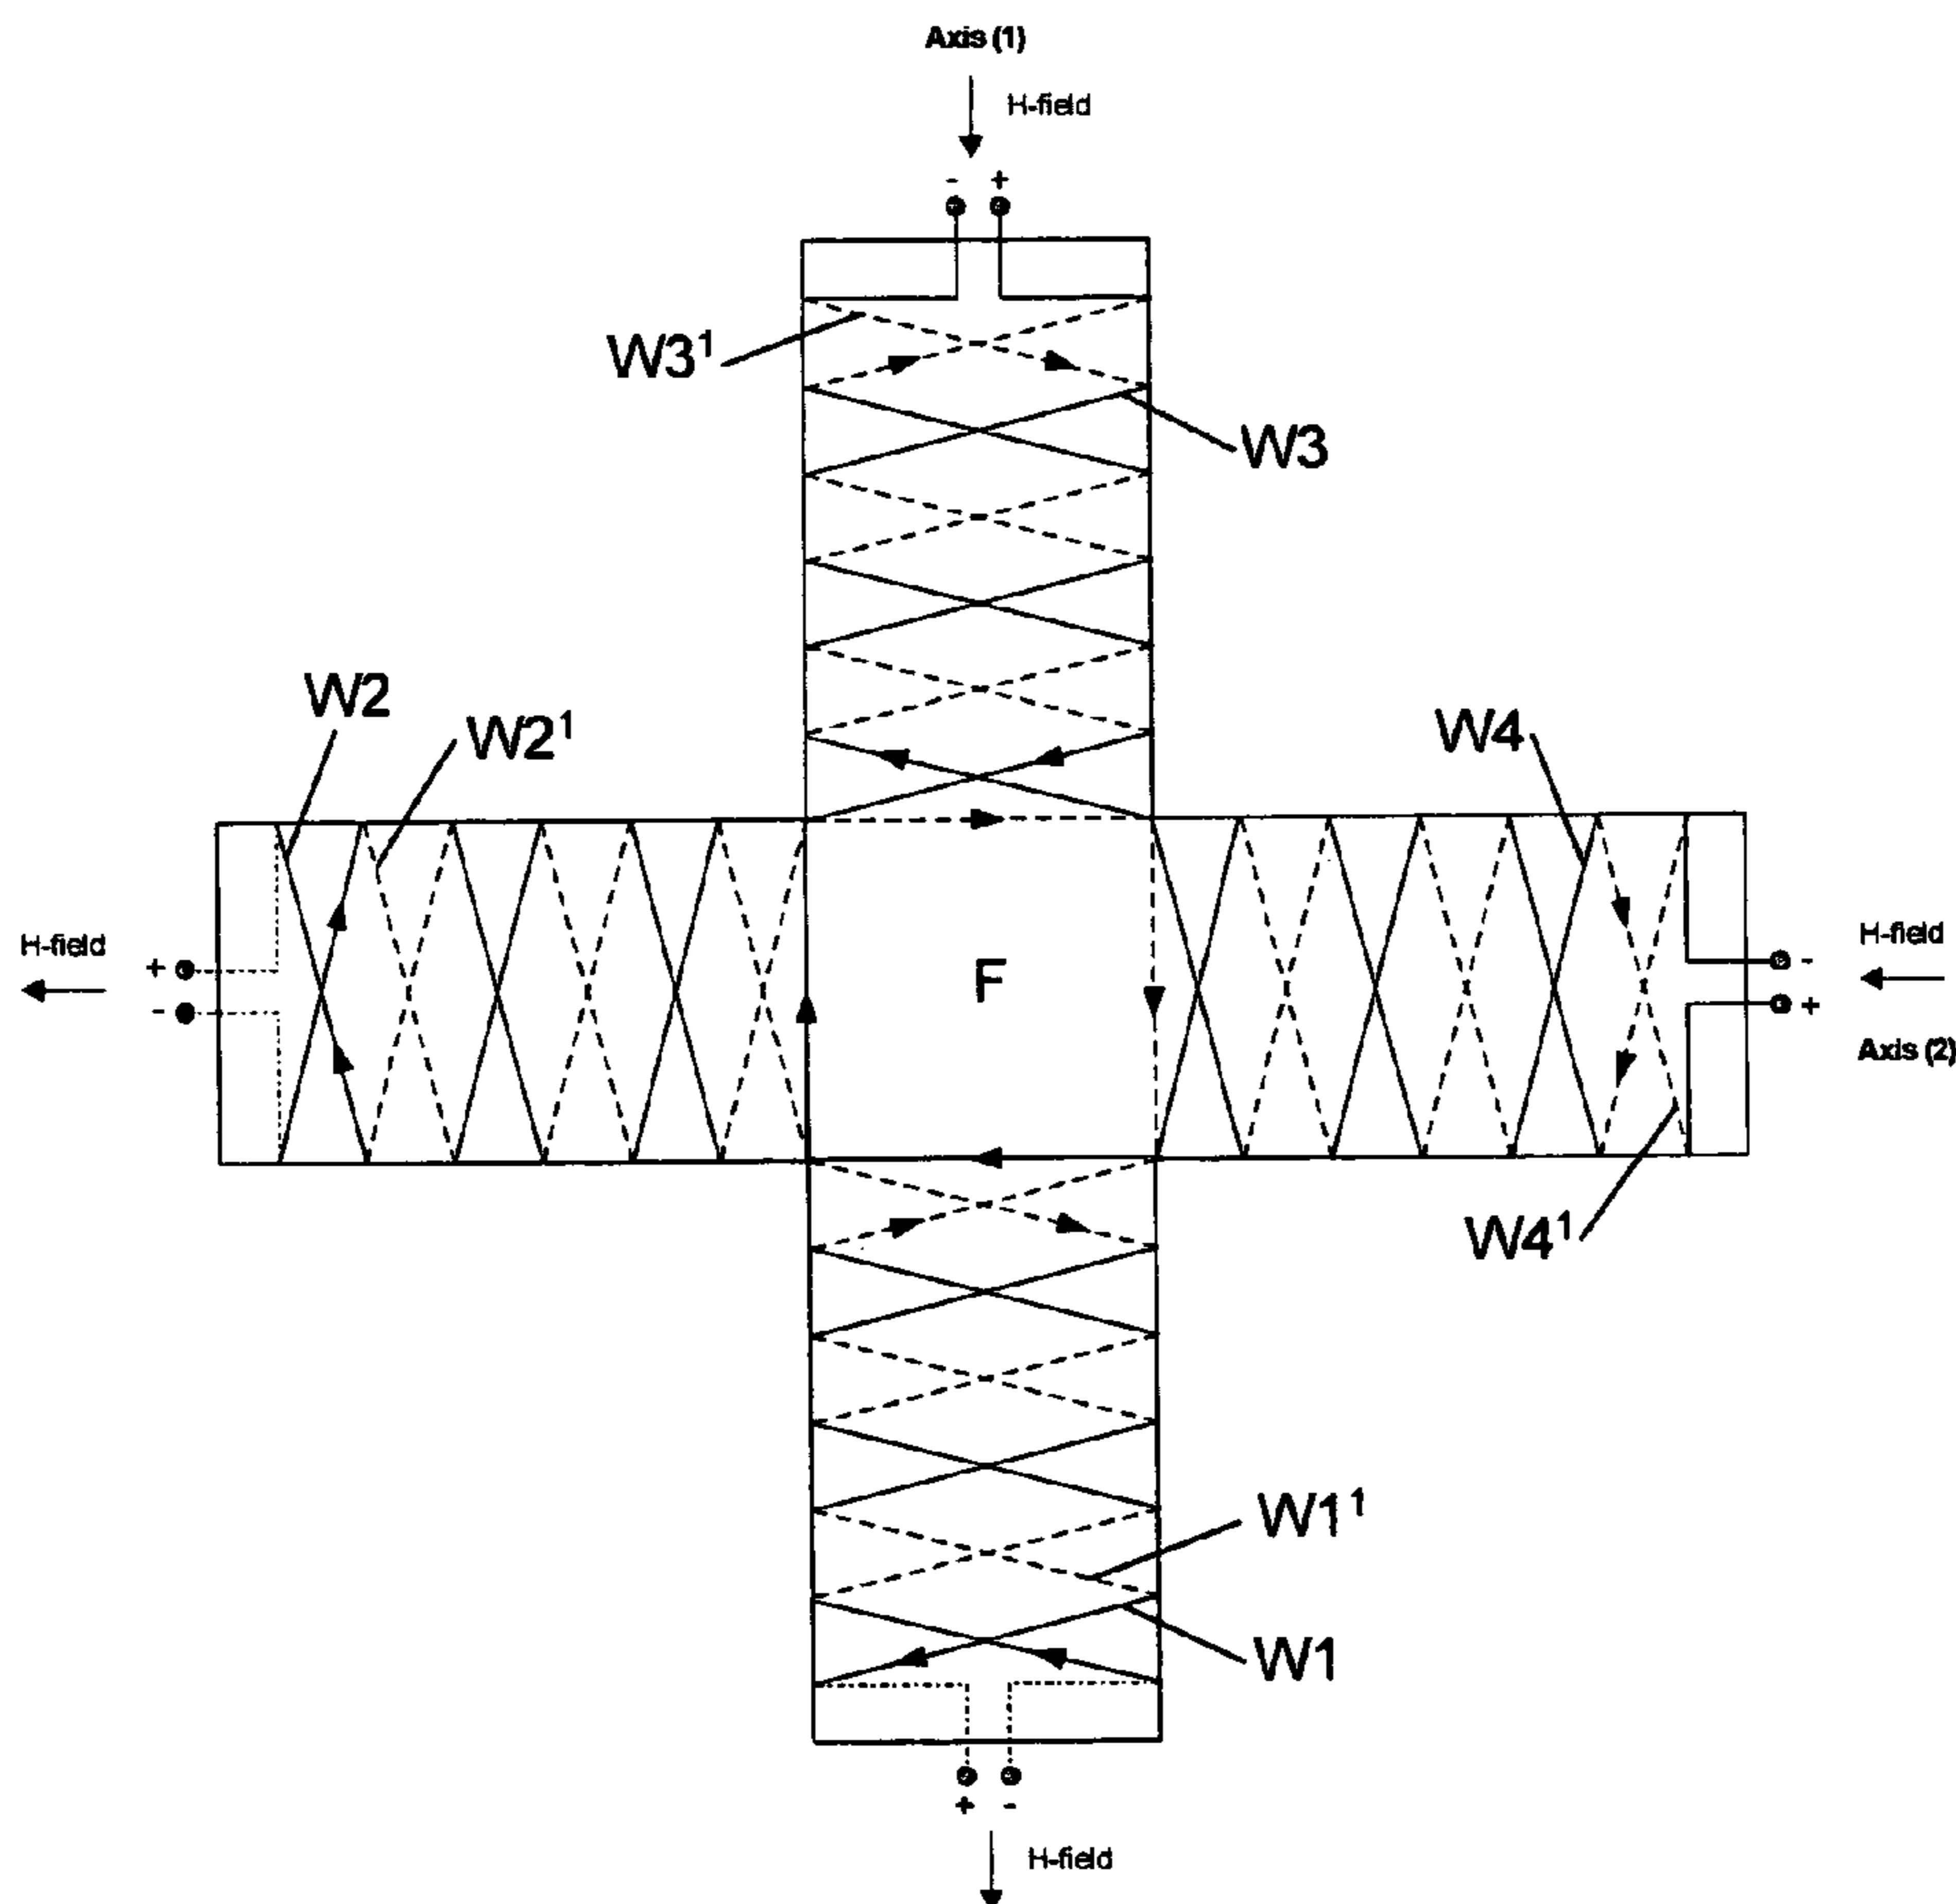 Axis (1)
H-field
- +
W3¹
W3
W2
W2¹
W4
H-field
+
-
F
-
+
H-field
Axis (2)
W4¹
W1¹
W1
+ -
H-field